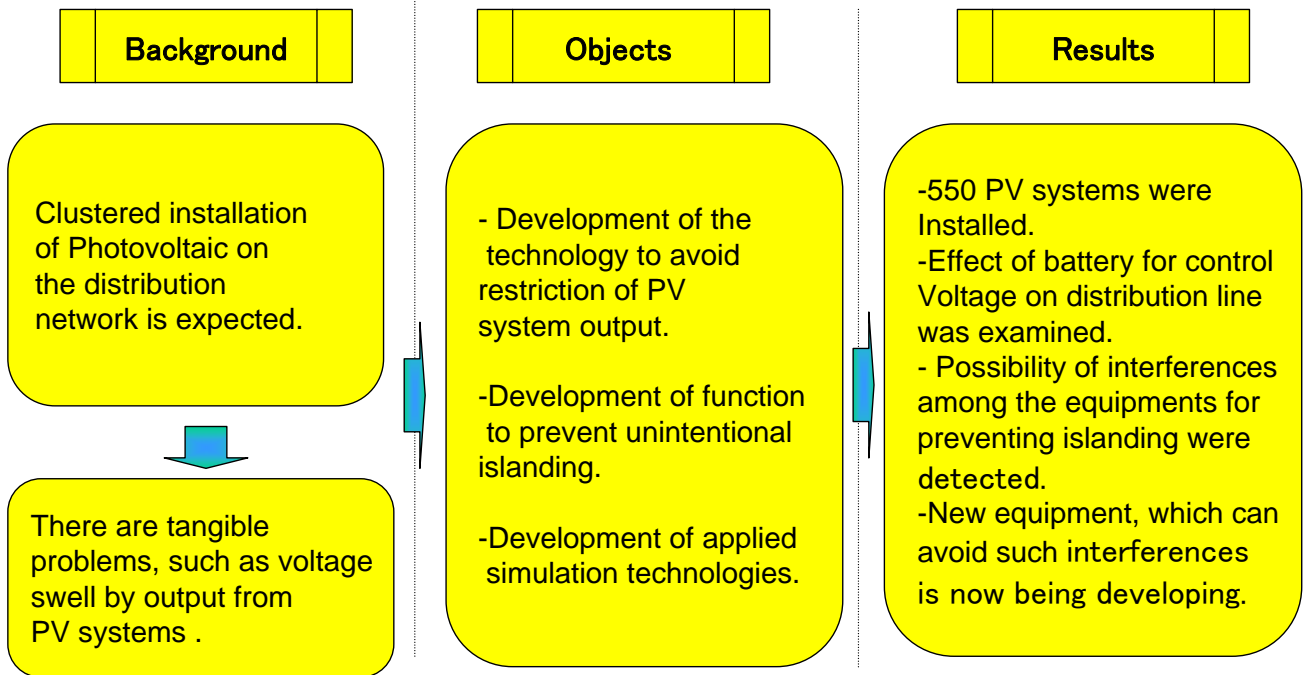 Background
Clustered installation
of Photovoltaic on
the distribution
network is expected.
There are tangible
problems, such as voltage
swell by output from
PV systems .
Objects
- Development of the
technology to avoid
restriction of PV
system output.
-Development of function
to prevent unintentional
islanding.
-Development of applied
simulation technologies.
Results
-550 PV systems were
Installed.
-Effect of battery for control
Voltage on distribution line
was examined.
- Possibility of interferences
among the equipments for
preventing islanding were
detected.
-New equipment, which can
avoid such interferences
is now being developing.